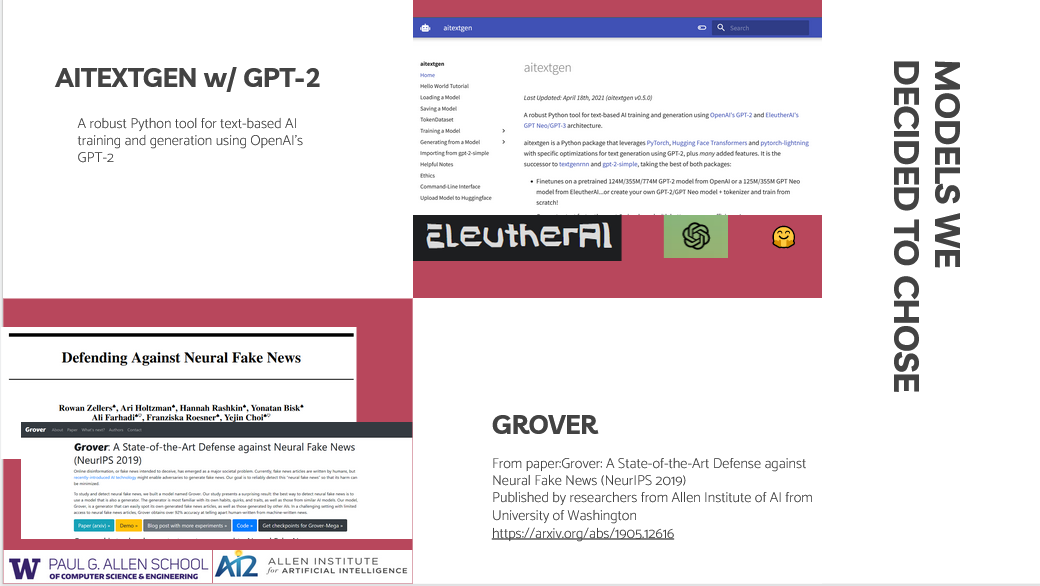 AITEXTGEN w/ GPT-2
A robust Python tool for text-based AI
training and generation using OpenAI's
GPT-2
aitextgen
Search
aitextgen
Home
Hello World Tutorial
Loading a Model
Saving a Model
TokenDataset
Training a Model
Generating from a Model
Importing from gpt-2-simple
Helpful Notes
Ethics
Command-Line Interface
Upload Model to Huggingface
aitextgen
Last Updated: April 18th, 2021 (aitextgen v0.5.0)
A robust Python tool for text-based AI training and generation using OpenAI's GPT-2 and EleutherAI's
GPT Neo/GPT-3 architecture.
aitextgen is a Python package that leverages PyTorch, Hugging Face Transformers and pytorch-lightning
with specific optimizations for text generation using GPT-2, plus many added features. It is the
successor to textgenrnn and gpt-2-simple, taking the best of both packages:
• Finetunes on a pretrained 124M/355M/774M GPT-2 model from OpenAI or a 125M/355M GPT Neo
model from EleutherAI...or create your own GPT-2/GPT Neo model + tokenizer and train from
scratch!
EleutherAI
MODELS WE
DECIDED TO CHOSE
Defending Against Neural Fake News
Rowan Zellers♠, Ari Holtzman♠, Hannah Rashkin♠, Yonatan Bisk♠
Ali Farhadi♠♡, Franziska Roesner♠, Yejin Choi♠♡
Grover About Paper What's new? Authors Contact
Grover: A State-of-the-Art Defense against Neural Fake News
(NeurIPS 2019)
Online disinformation, or fake news intended to deceive, has emerged as a major societal problem. Currently, fake news articles are written by humans, but
recently introduced AI technology might enable adversaries to generate fake news. Our goal is to reliably detect this "neural fake news" so that its harm can
be minimized.
To study and detect neural fake news, we built a model named Grover. Our study presents a surprising result: the best way to detect neural fake news is to
use a model that is also a generator. The generator is most familiar with its own habits, quirks, and traits, as well as those from similar AI models. Our model,
Grover, is a generator that can easily spot its own generated fake news articles, as well as those generated by other AIs. In a challenging setting with limited
access to neural fake news articles, Grover obtains over 92% accuracy at telling apart human-written from machine-written news.
Paper (arxiv) » Demo » Blog post with more experiments » Code » Get checkpoints for Grover-Mega »
W PAUL G. ALLEN SCHOOL
OF COMPUTER SCIENCE & ENGINEERING
AI2 ALLEN INSTITUTE
for ARTIFICIAL INTELLIGENCE
GROVER
From paper:Grover: A State-of-the-Art Defense against
Neural Fake News (NeurIPS 2019)
Published by researchers from Allen Institute of AI from
University of Washington
https://arxiv.org/abs/1905.12616